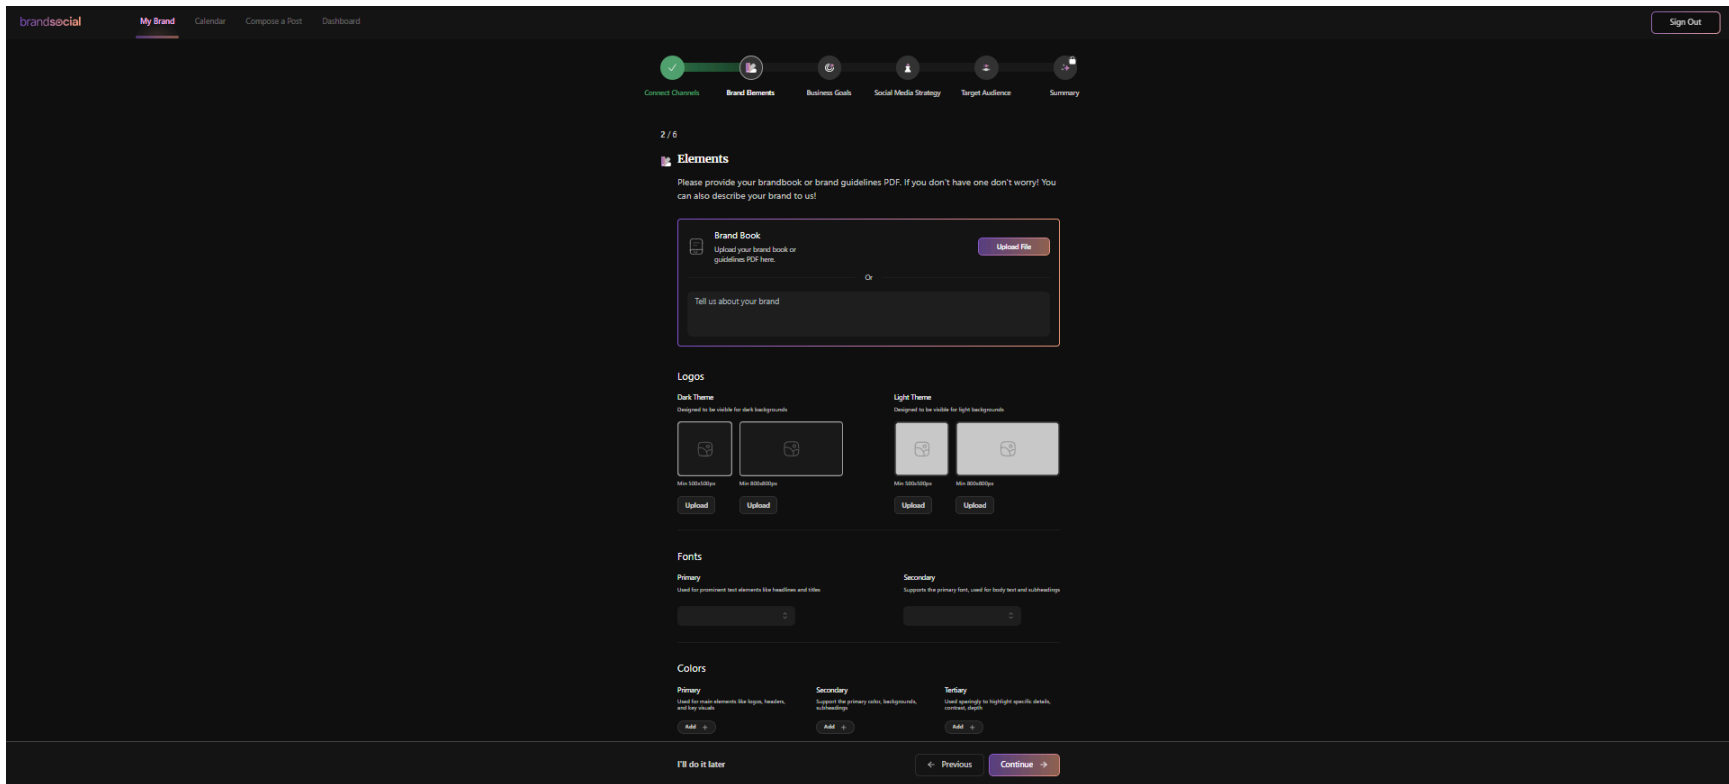 brandsocial
My Brand
Calendar
Compose a Post
Dashboard
Sign Out
Connect Channels
Brand Elements
Business Goals
Social Media Strategy
Target Audience
Summary
2 / 6
Elements
Please provide your brandbook or brand guidelines PDF. If you don't have one don't worry! You
can also describe your brand to us!
Brand Book
Upload your brand book or
guidelines PDF here.
Upload File
Or
Tell us about your brand
Logos
Dark Theme
Designed to be visible for dark backgrounds
Light Theme
Designed to be visible for light backgrounds
Min 500x500px
Min 800x800px
Min 500x500px
Min 800x800px
Upload
Upload
Upload
Upload
Fonts
Primary
Used for prominent text elements like headlines and titles
Secondary
Supports the primary font, used for body text and subheadings
Colors
Primary
Used for main elements like logos, headers,
and key visuals
Add +
Secondary
Support the primary color, backgrounds,
subheadings
Add +
Tertiary
Used sparingly to highlight specific details,
contrast, depth
Add +
I'll do it later
← Previous
Continue →